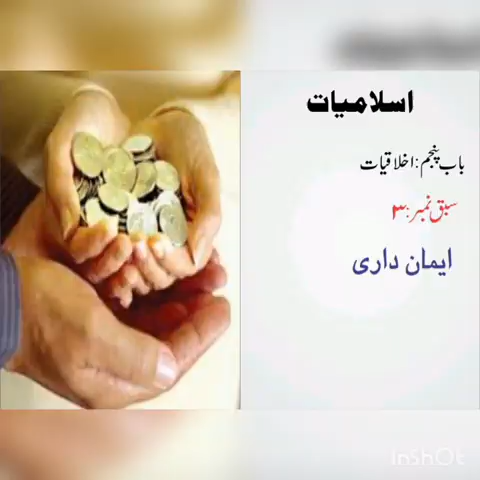 اسلامیات
باب پنجم: اخلاقیات
سبق نمبر: ۳
ایمان داری
InShOt